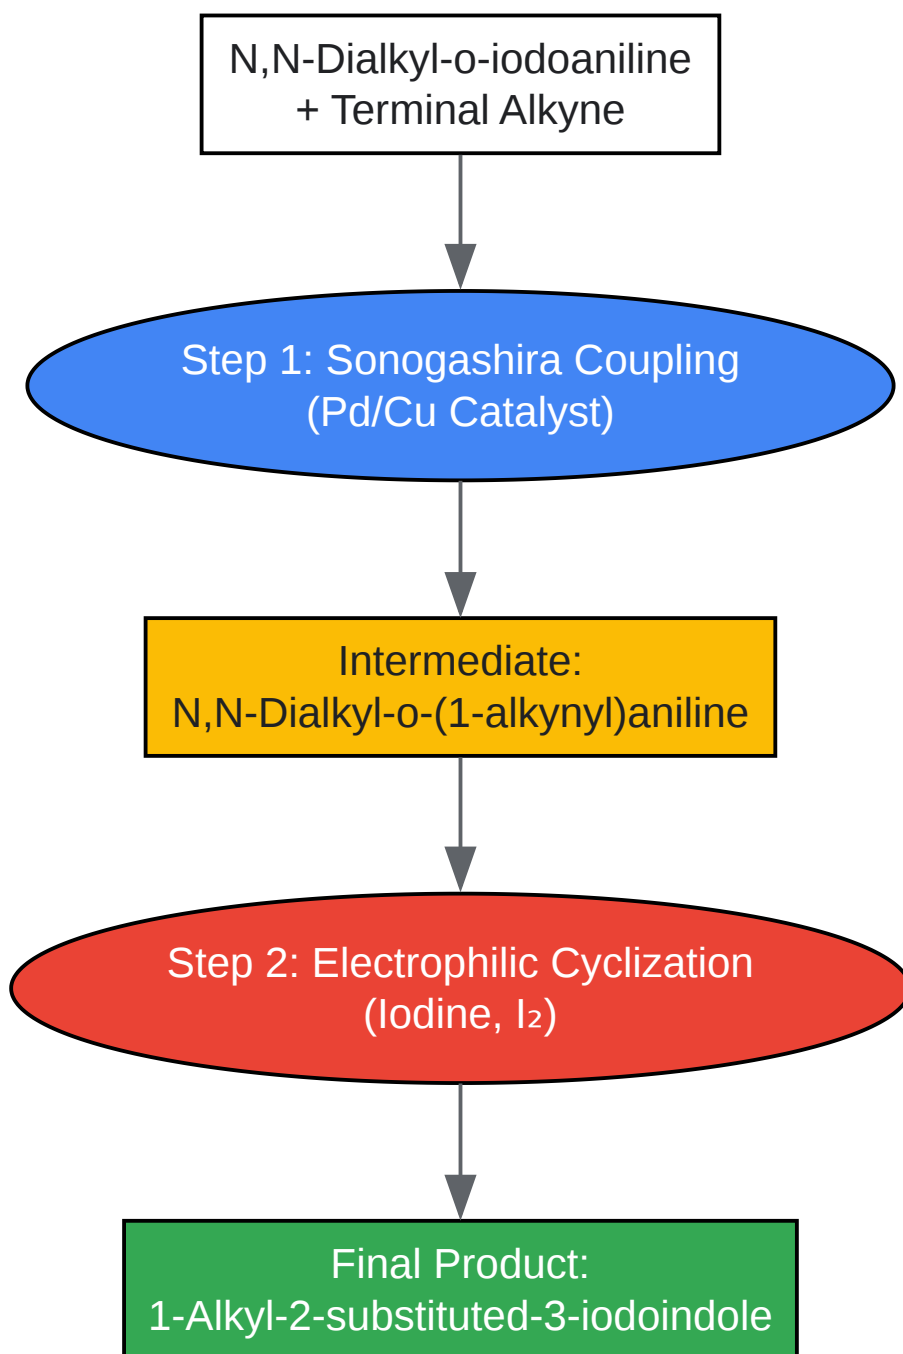 N,N-Dialkyl-o-iodoaniline
+ Terminal Alkyne
Step 1: Sonogashira Coupling
(Pd/Cu Catalyst)
Intermediate:
N,N-Dialkyl-o-(1-alkynyl)aniline
Step 2: Electrophilic Cyclization
(Iodine, I₂)
Final Product:
1-Alkyl-2-substituted-3-iodoindole